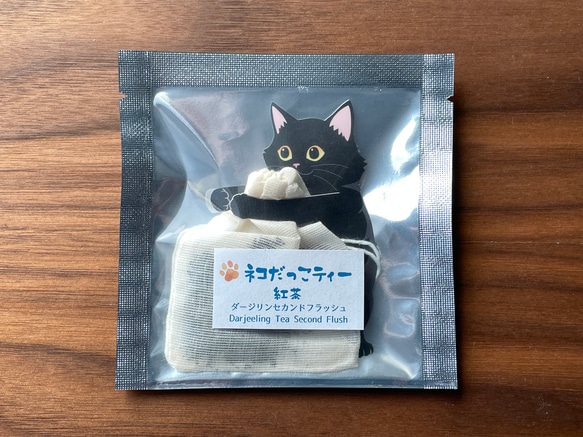 ネコだっこティー
紅茶
ダージリンセカンドフラッシュ
Darjeeling Tea Second Flush